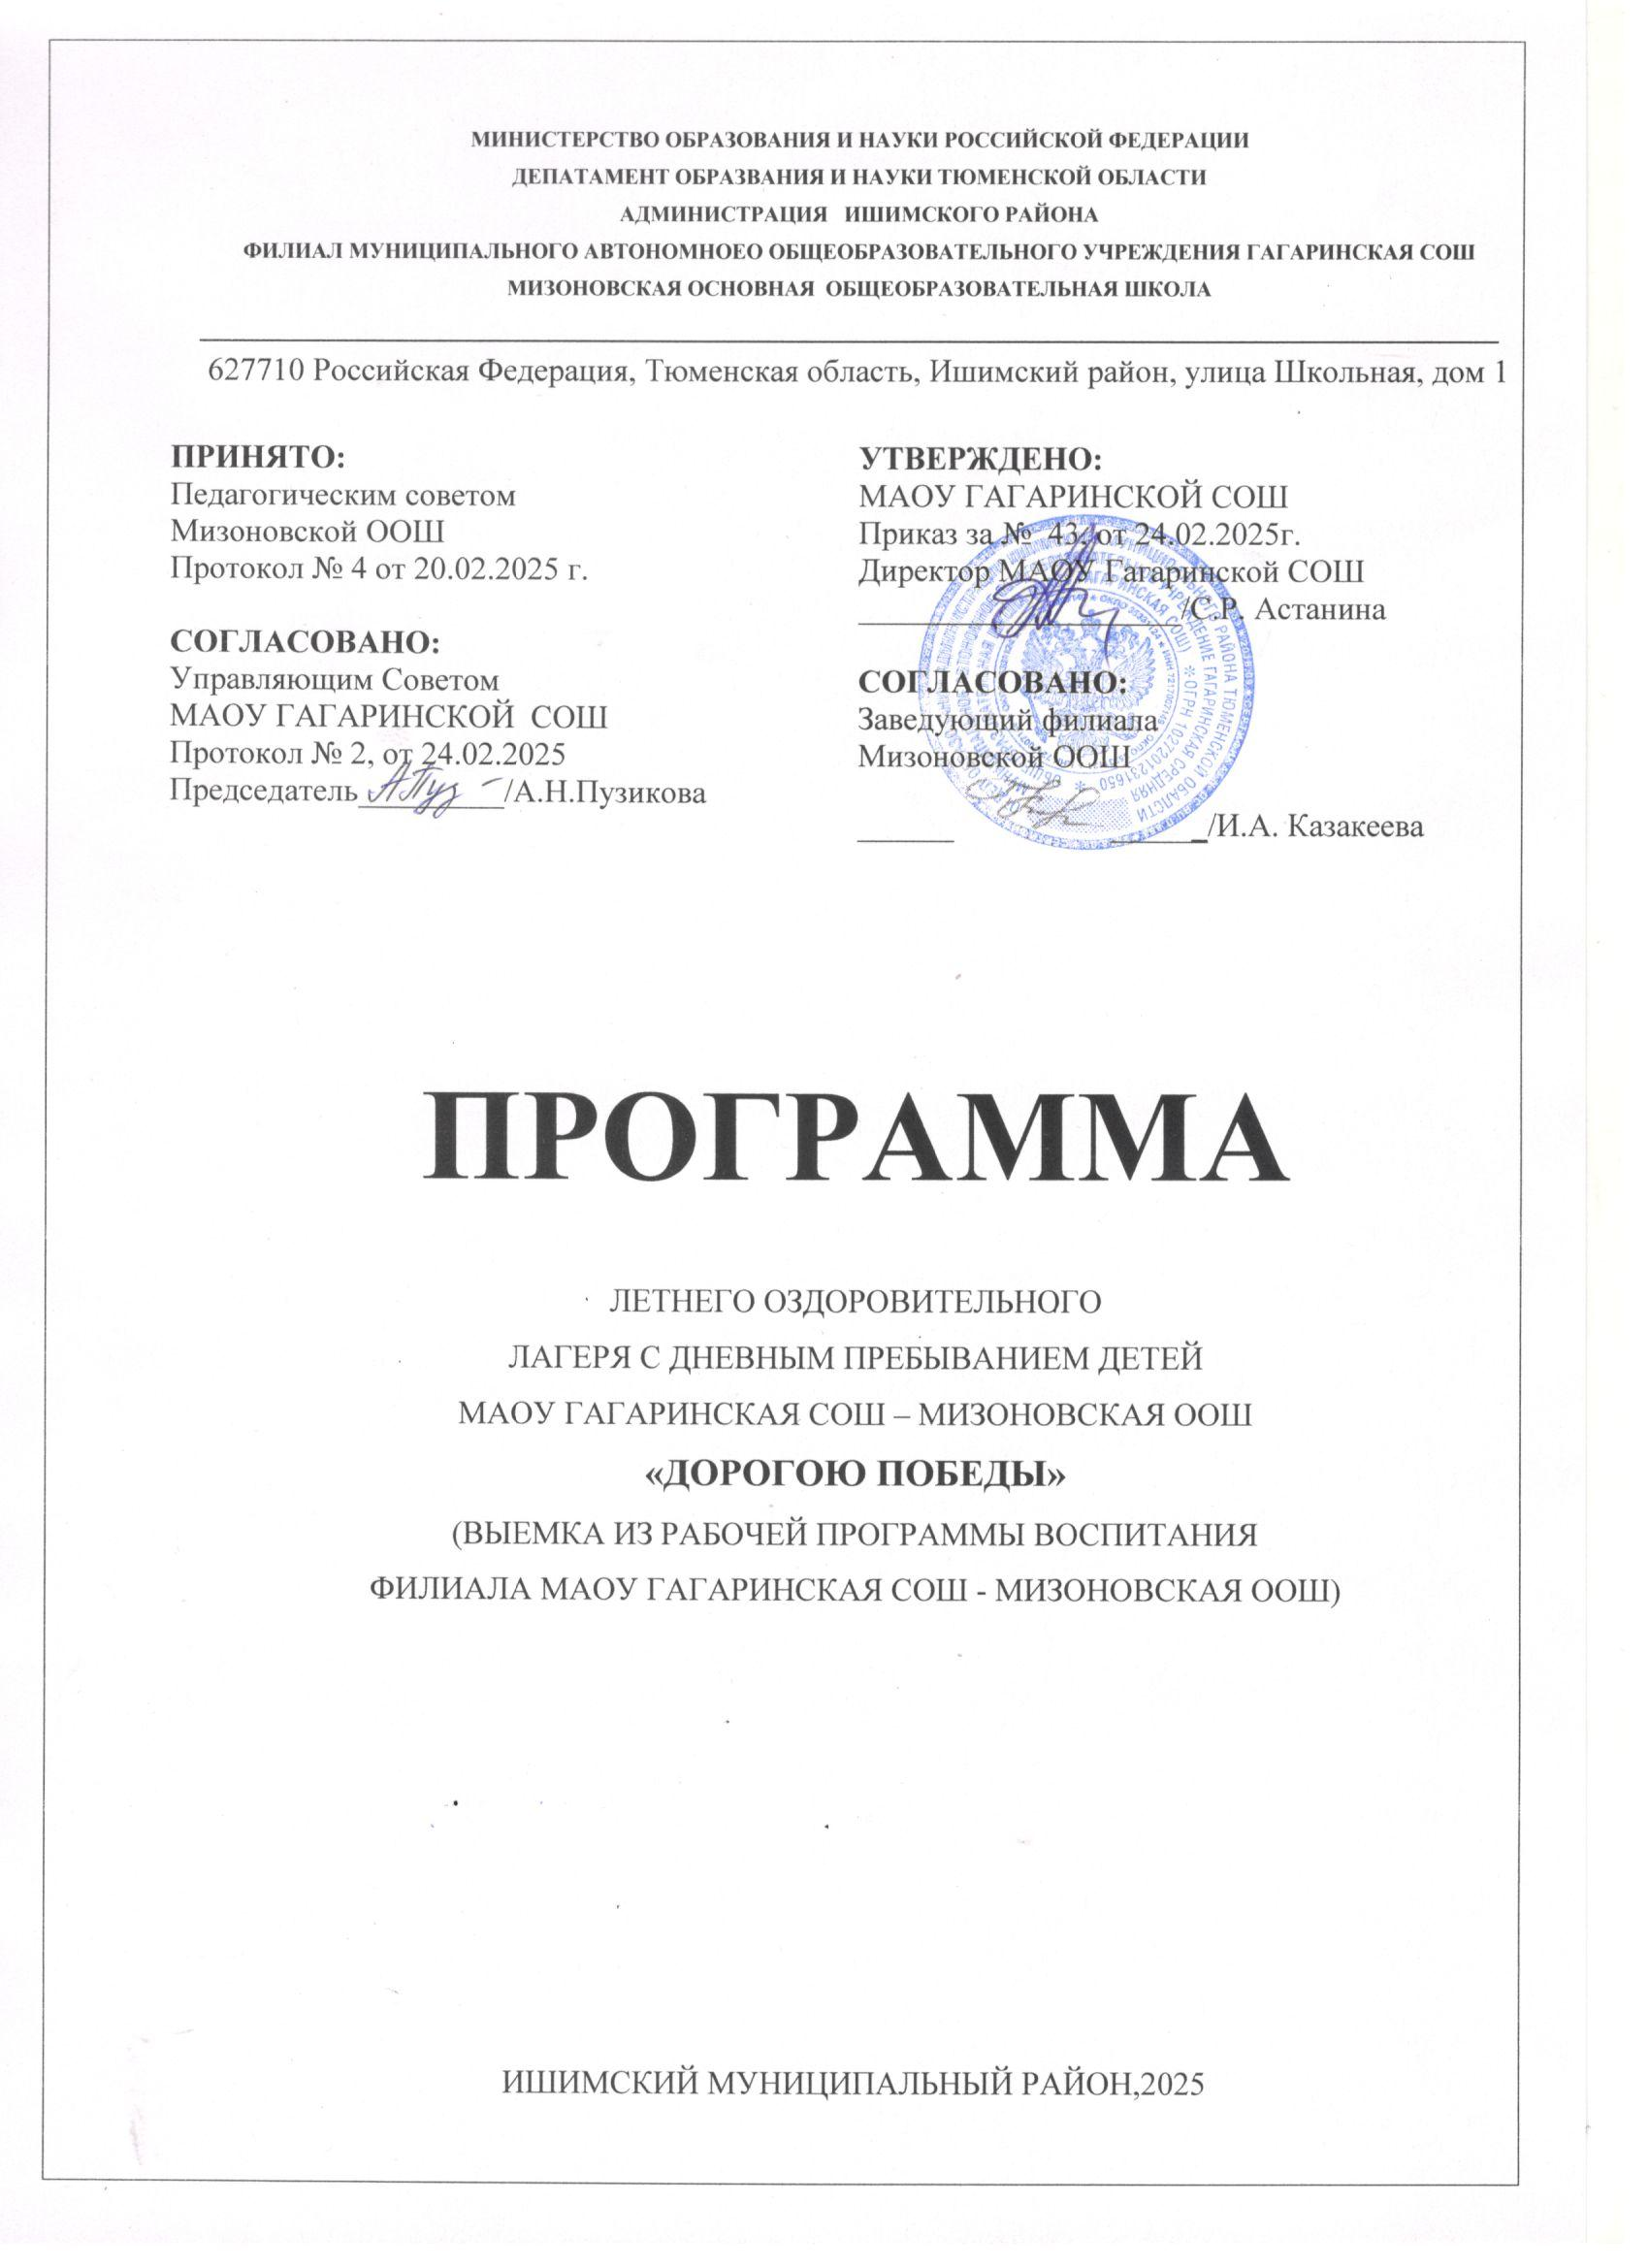 МИНИСТЕРСТВО ОБРАЗОВАНИЯ И НАУКИ РОССИЙСКОЙ ФЕДЕРАЦИИ
ДЕПАТАМЕНТ ОБРАЗВАНИЯ И НАУКИ ТЮМЕНСКОЙ ОБЛАСТИ
АДМИНИСТРАЦИЯ ИШИМСКОГО РАЙОНА
ФИЛИАЛ МУНИЦИПАЛЬНОГО АВТОНОМНОЕО ОБЩЕОБРАЗОВАТЕЛЬНОГО УЧРЕЖДЕНИЯ ГАГАРИНСКАЯ СОШ
МИЗОНОВСКАЯ ОСНОВНАЯ ОБЩЕОБРАЗОВАТЕЛЬНАЯ ШКОЛА
627710 Российская Федерация, Тюменская область, Ишимский район, улица Школьная, дом 1
ПРИНЯТО:
Педагогическим советом
Мизоновской ООШ
Протокол № 4 от 20.02.2025 г.
СОГЛАСОВАНО:
Управляющим Советом
МАОУ ГАГАРИНСКОЙ СОШ
Протокол № 2, от 24.02.2025
Председатель_________/А.Н.Пузикова
УТВЕРЖДЕНО:
МАОУ ГАГАРИНСКОЙ СОШ
Приказ за № 43, от 24.02.2025г.
Директор МАОУ Гагаринской СОШ
____________________/С.Р. Астанина
СОГЛАСОВАНО:
Заведующий филиала
Мизоновской ООШ
______ ______/И.А. Казакеева
ПРОГРАММА
ЛЕТНЕГО ОЗДОРОВИТЕЛЬНОГО
ЛАГЕРЯ С ДНЕВНЫМ ПРЕБЫВАНИЕМ ДЕТЕЙ
МАОУ ГАГАРИНСКАЯ СОШ – МИЗОНОВСКАЯ ООШ
«ДОРОГОЮ ПОБЕДЫ»
(ВЫЕМКА ИЗ РАБОЧЕЙ ПРОГРАММЫ ВОСПИТАНИЯ
ФИЛИАЛА МАОУ ГАГАРИНСКАЯ СОШ - МИЗОНОВСКАЯ ООШ)
ИШИМСКИЙ МУНИЦИПАЛЬНЫЙ РАЙОН,2025